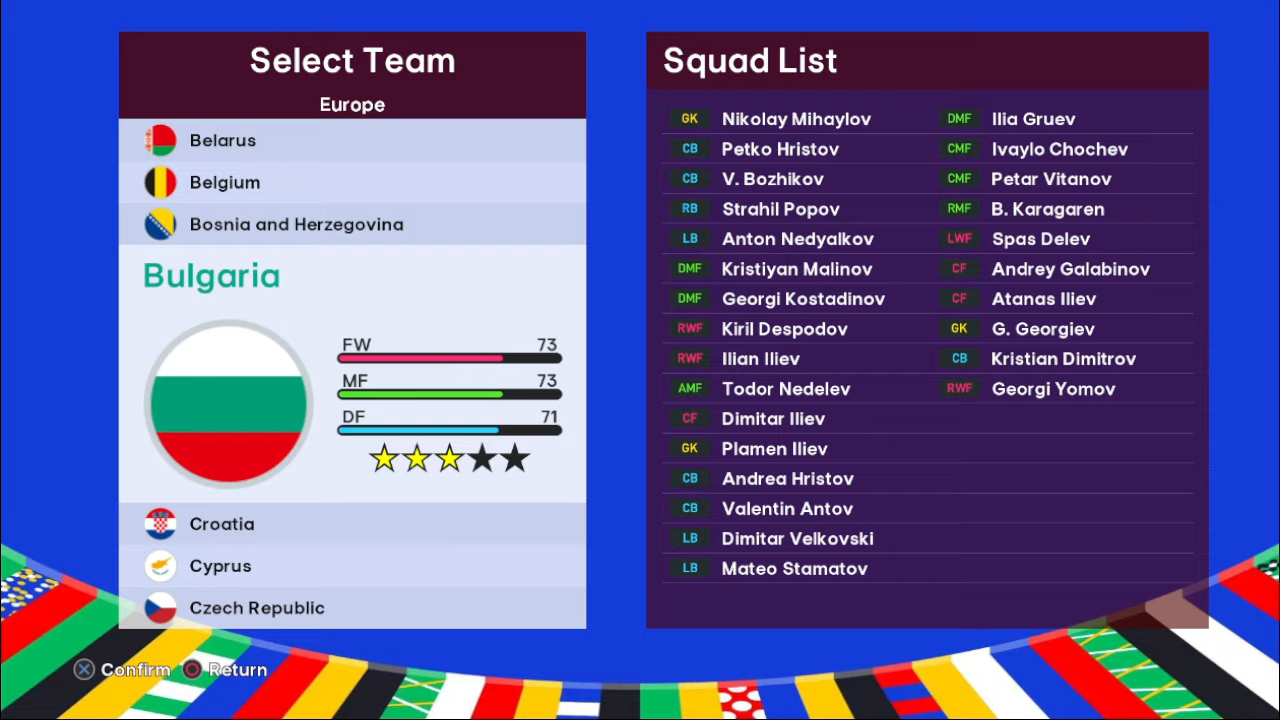 Select Team
Europe
Belarus
Belgium
Bosnia and Herzegovina
Bulgaria
FW 73
MF 73
DF 71
Croatia
Cyprus
Czech Republic
Confirm Return
Squad List
GK Nikolay Mihaylov
CB Petko Hristov
CB V. Bozhikov
RB Strahil Popov
LB Anton Nedyalkov
DMF Kristiyan Malinov
DMF Georgi Kostadinov
RWF Kiril Despodov
RWF Ilian Iliev
AMF Todor Nedelev
CF Dimitar Iliev
GK Plamen Iliev
CB Andrea Hristov
CB Valentin Antov
LB Dimitar Velkovski
LB Mateo Stamatov
DMF Ilia Gruev
CMF Ivaylo Chochev
CMF Petar Vitanov
RMF B. Karagaren
LWF Spas Delev
CF Andrey Galabinov
CF Atanas Iliev
GK G. Georgiev
CB Kristian Dimitrov
RWF Georgi Yomov